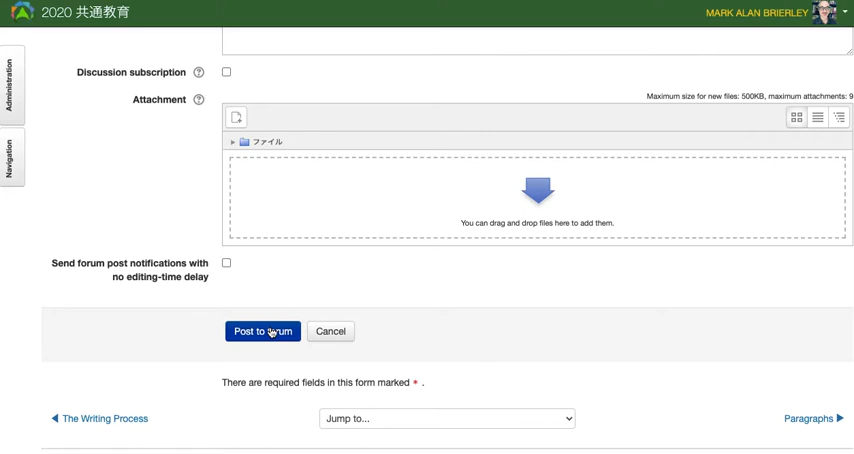 2020 共通教育
MARK ALAN BRIERLEY
Administration
Navigation
Discussion subscription
Attachment
Maximum size for new files: 500KB, maximum attachments: 9
ファイル
You can drag and drop files here to add them.
Send forum post notifications with
no editing-time delay
Post to forum
Cancel
There are required fields in this form marked * .
The Writing Process
Jump to...
Paragraphs